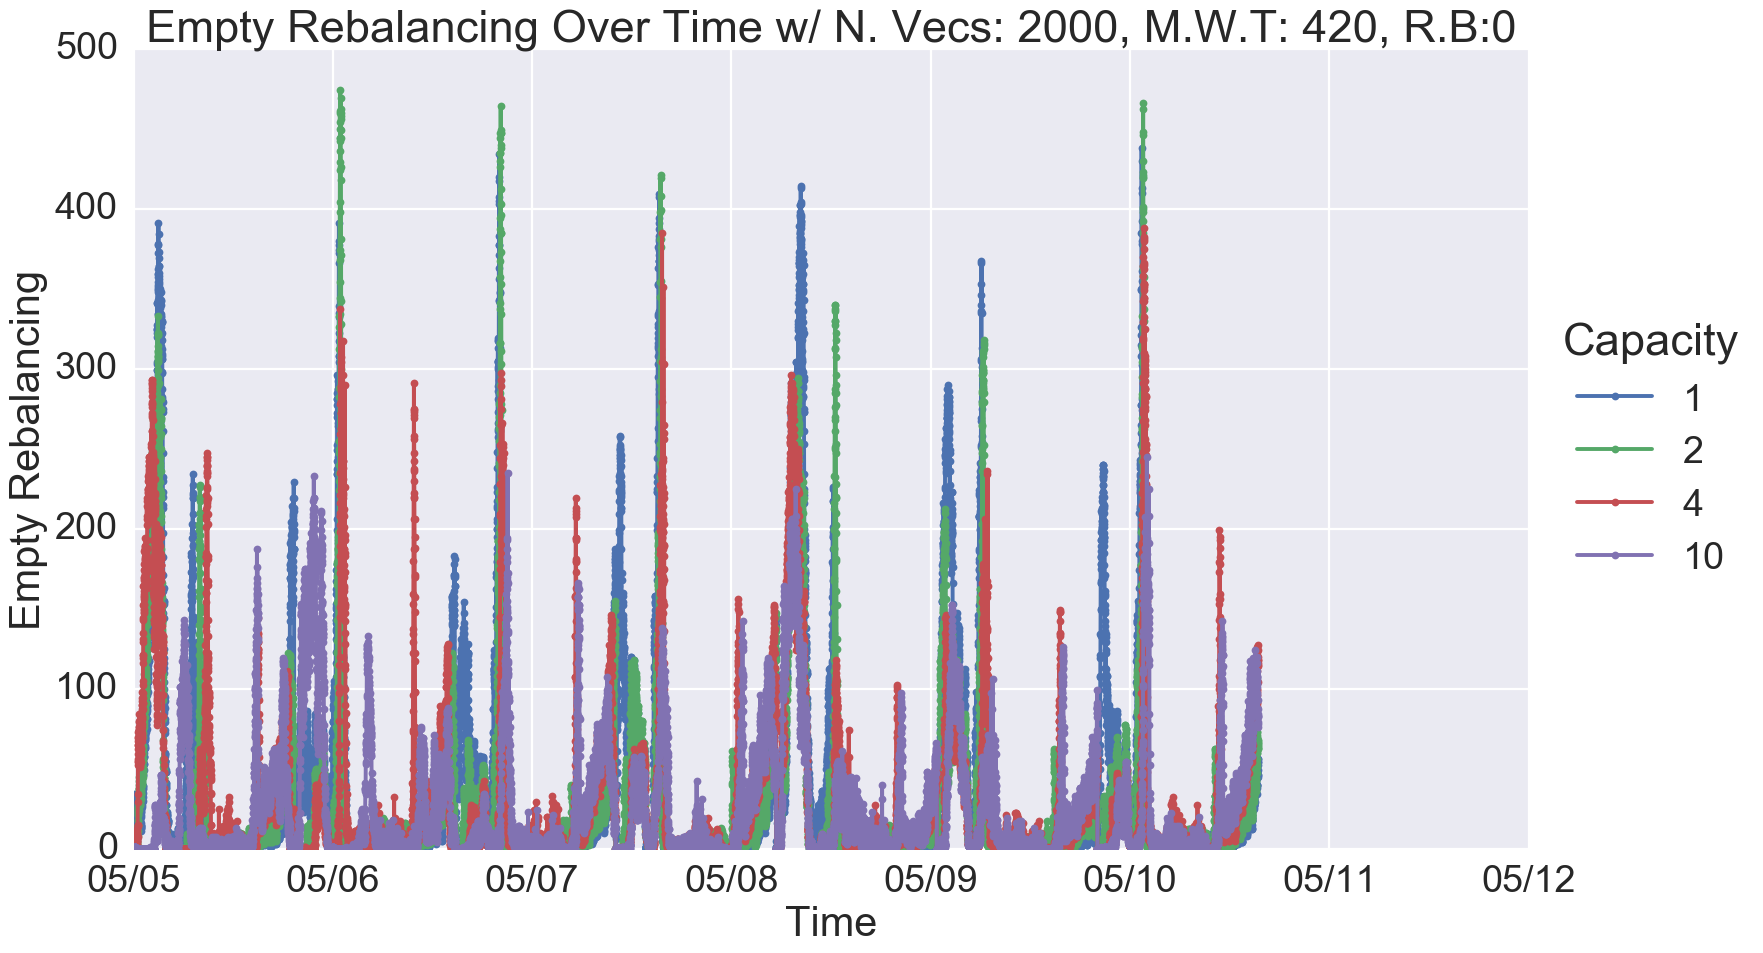 Empty Rebalancing Over Time w/ N. Vecs: 2000, M.W.T: 420, R.B:0
500
400
300
200
100
0
Empty Rebalancing
05/05 05/06 05/07 05/08 05/09 05/10 05/11 05/12
Time
Capacity
1
2
4
10